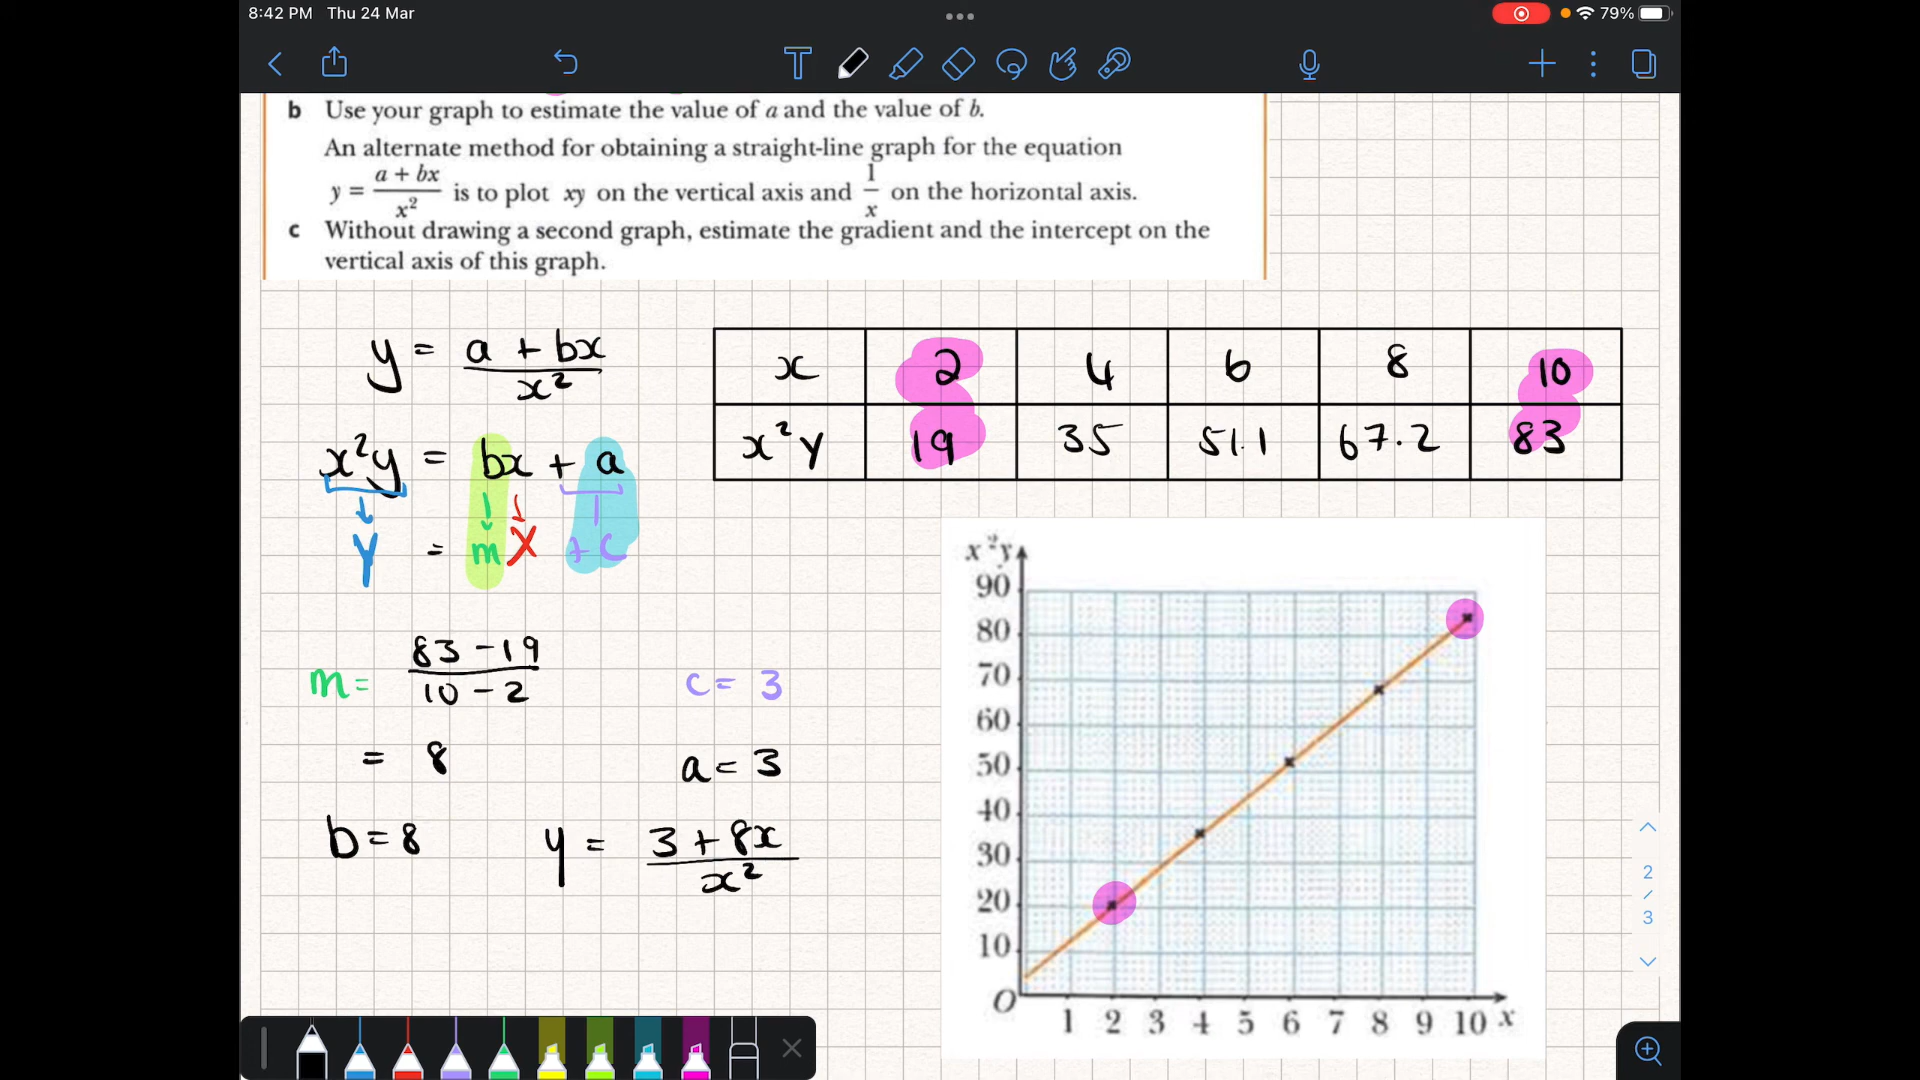 8:42 PM Thu 24 Mar
79%
b Use your graph to estimate the value of a and the value of b.
An alternate method for obtaining a straight-line graph for the equation
y = (a + bx)/x² is to plot xy on the vertical axis and 1/x on the horizontal axis.
c Without drawing a second graph, estimate the gradient and the intercept on the
vertical axis of this graph.
y = (a + bx)/x²
x 2 4 6 8 10
x²y 19 35 51.1 67.2 83
x²y = bx + a
Y = mX + C
m = (83 - 19)/(10 - 2)
c = 3
= 8
a = 3
b = 8
y = (3 + 8x)/x²
x²y
90
80
70
60
50
40
30
20
10
O
1 2 3 4 5 6 7 8 9 10 x
2
/
3
T